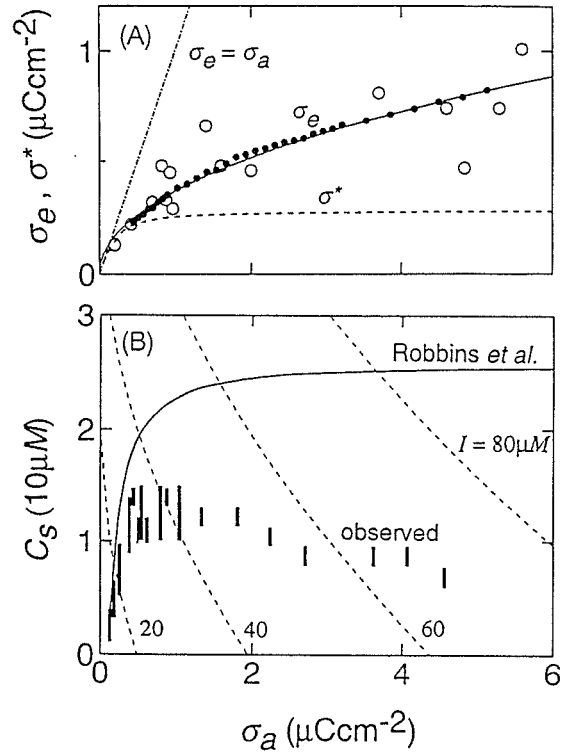 (A)
σe = σa
1
σe
σ*
0
σe , σ* (μCcm-2)
3
(B)
Robbins et al.
2
I = 80μM
1
observed
20
40
60
0
Cs (10μM)
0
2
4
6
σa (μCcm-2)